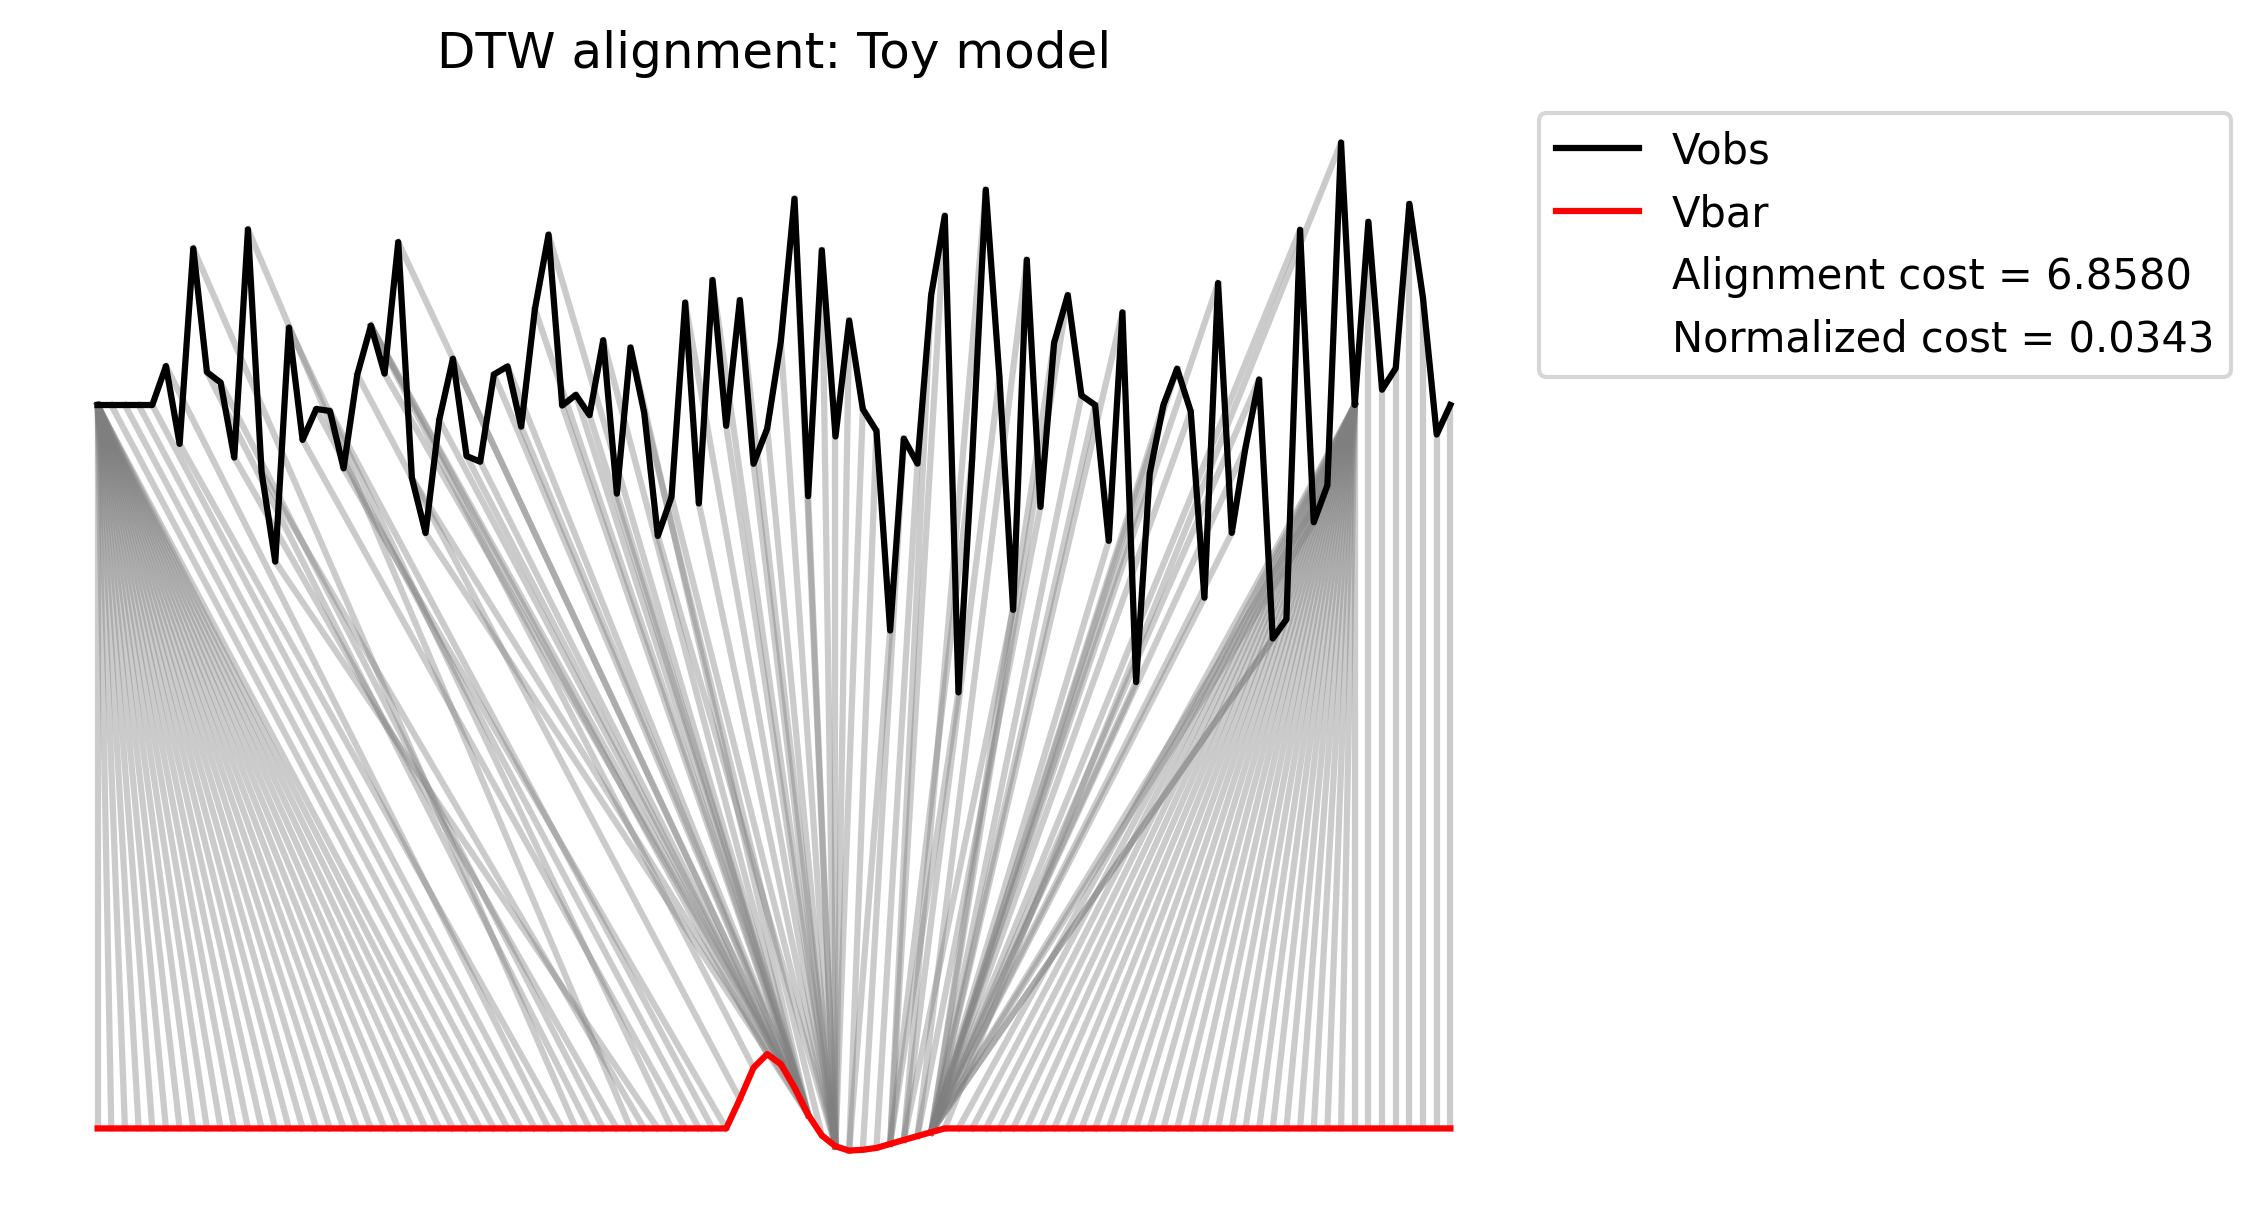 DTW alignment: Toy model
Vobs
Vbar
Alignment cost = 6.8580
Normalized cost = 0.0343